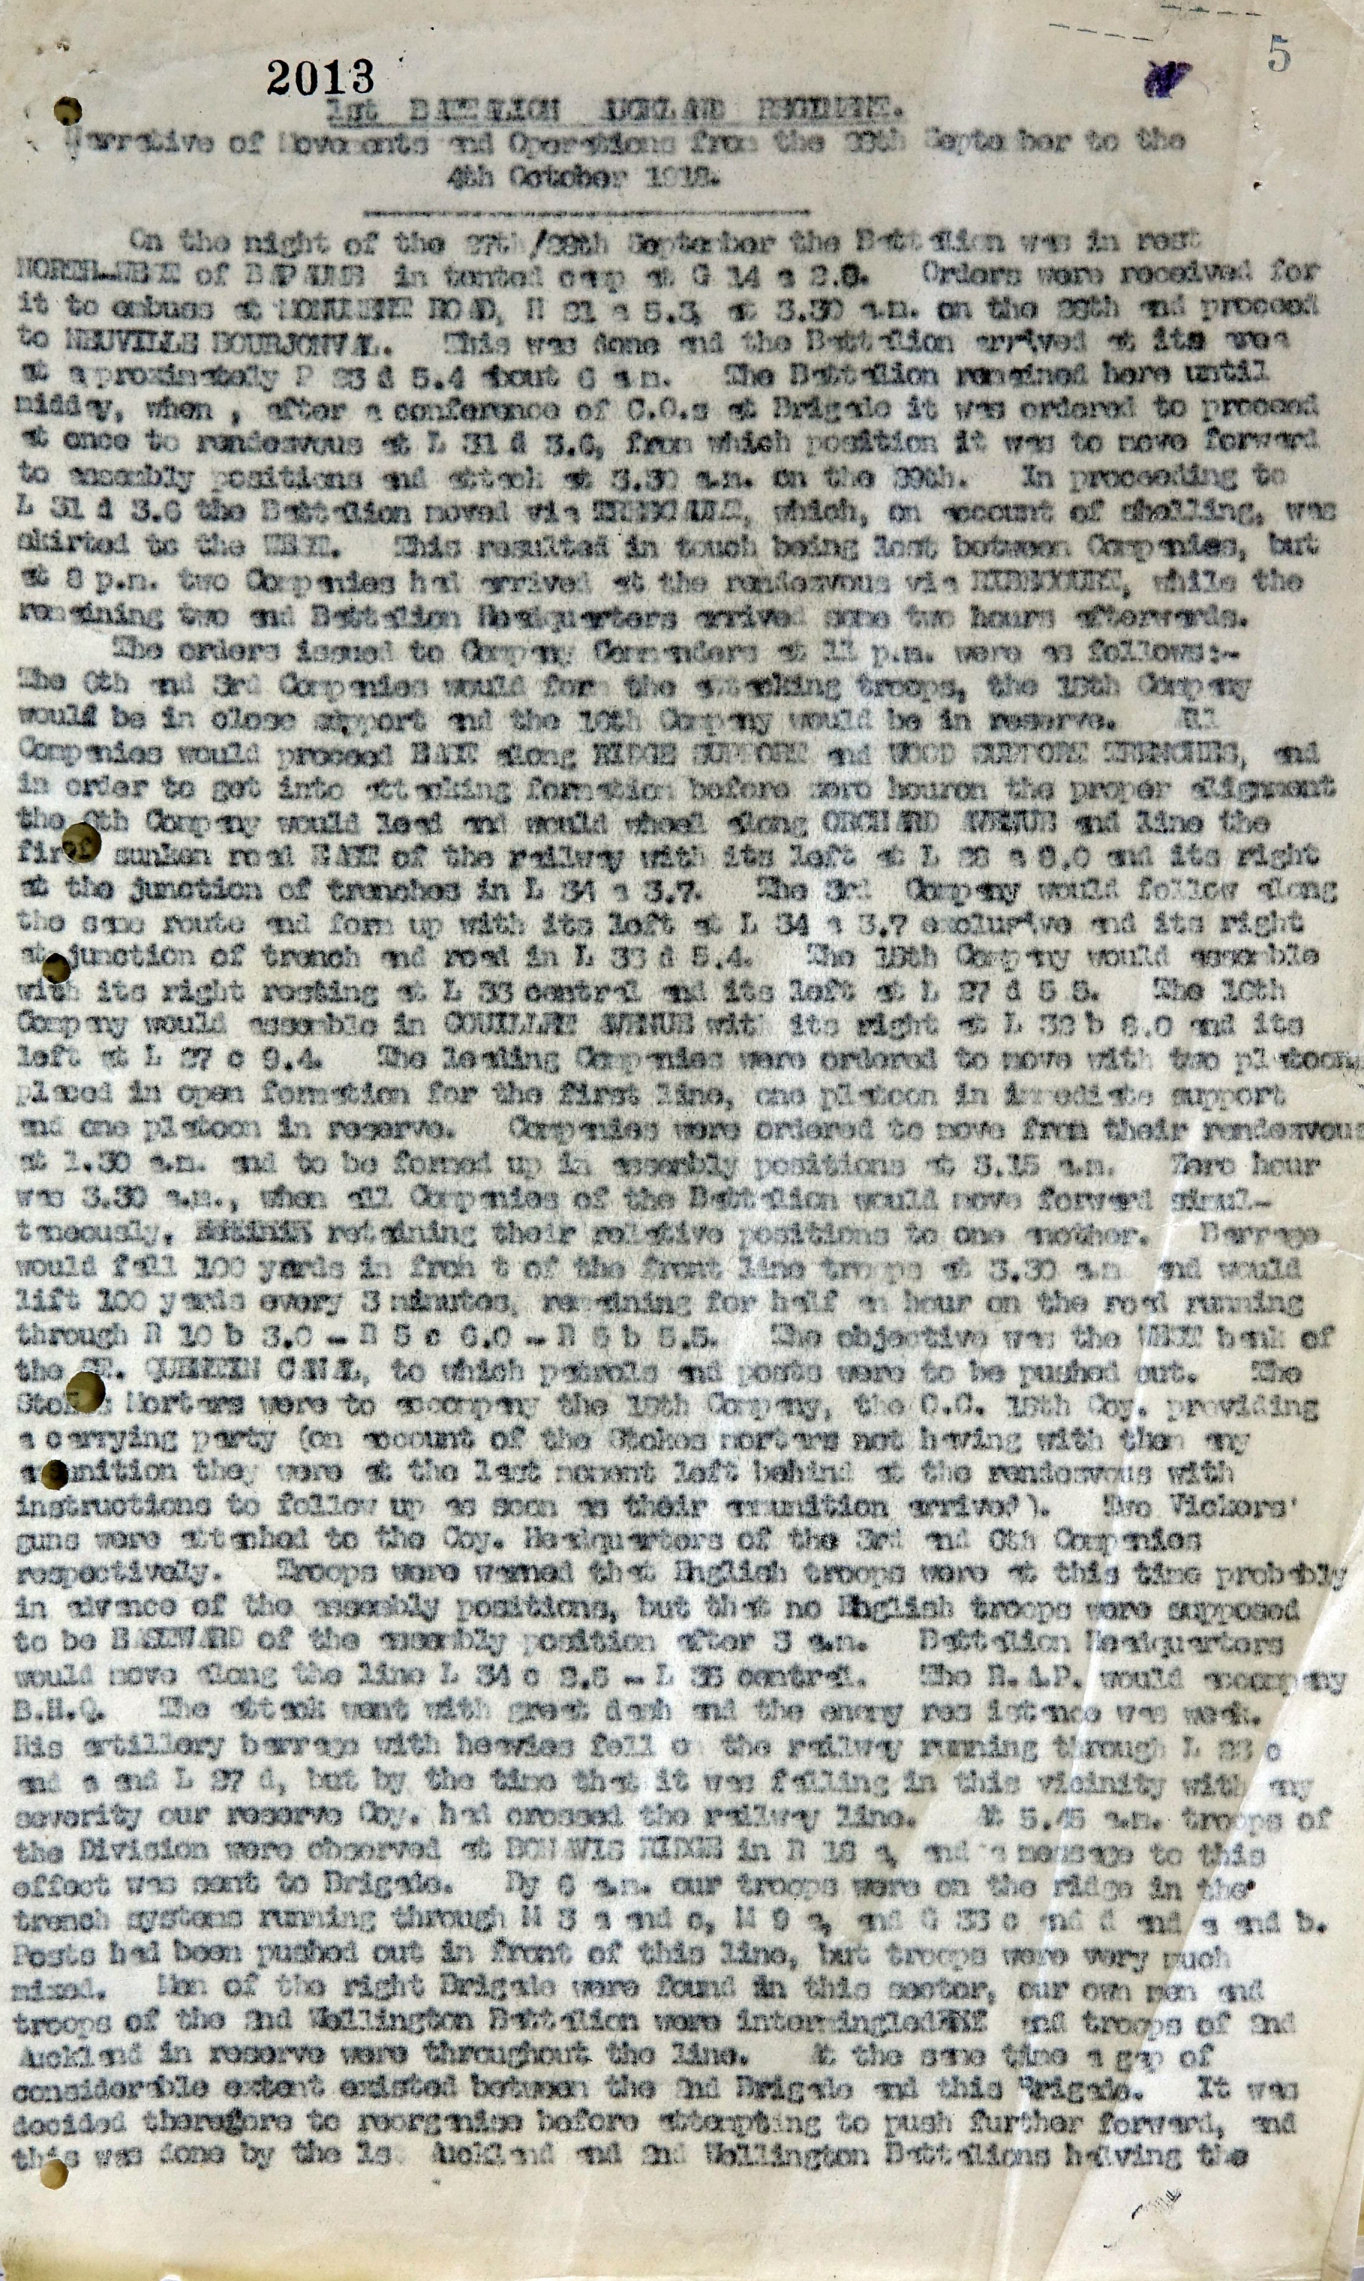 5
2013
1st BATTALION AUCKLAND REGIMENT.
Narrative of Movements and Operations from the 28th September to the
4th October 1918.
On the night of the 27th/28th September the Battalion was in rest
NORTH-WEST of BAPAUME in tented camp at G 14 a 2.8. Orders were received for
it to embuss at MONUMENT ROAD, H 21 a 5.3, at 3.30 a.m. on the 28th and proceed
to NEUVILLE BOURJONVAL. This was done and the Battalion arrived at its area
at aproximately P 23 d 5.4 about 6 a.m. The Battalion remained here until
midday, when , after a conference of C.O.s at Brigade it was ordered to proceed
at once to rendesvous at L 31 d 3.6, from which position it was to move forward
to assembly positions and attack at 3.30 a.m. on the 29th. In proceeding to
L 31 d 3.6 the Battalion moved via TRESCAULT, which, on account of shelling, was
skirted to the WEST. This resulted in touch being lost between Companies, but
at 8 p.m. two Companies had arrived at the rendesvous via RIBECOURT, while the
remaining two and Battalion Headquarters arrived some two hours afterwards.
The orders issued to Company Commanders at 11 p.m. were as follows:-
The 6th and 3rd Companies would form the attacking troops, the 15th Company
would be in close support and the 16th Company would be in reserve. All
Companies would proceed EAST along RIDGE SUPPORT and WOOD SUPPORT TRENCHES, and
in order to get into attacking formation before zero houron the proper alignment
the 6th Company would lead and would wheel along ORCHARD AVENUE and line the
first sunken road EAST of the railway with its left at L 28 a 8.0 and its right
at the junction of trenches in L 34 a 3.7. The 3rd Company would follow along
the same route and form up with its left at L 34 a 3.7 exclusive and its right
at junction of trench and road in L 33 d 5.4. The 15th Company would assemble
with its right resting at L 33 central and its left at L 27 d 5 5. The 16th
Company would assemble in COUILLET AVENUE with its right at L 32 b 8.0 and its
left at L 27 c 9.4. The leading Companies were ordered to move with two platoons
placed in open formation for the first line, one platoon in immediate support
and one platoon in reserve. Companies were ordered to move from their rendesvous
at 1.30 a.m. and to be formed up in assembly positions at 3.15 a.m. Zero hour
was 3.30 a.m., when all Companies of the Battalion would move forward simul-
taneously, retaining their relative positions to one another. Barrage
would fall 100 yards in fron t of the front line troops at 3.30 a.m and would
lift 100 yards every 3 minutes, remaining for half an hour on the road running
through R 10 b 3.0 - R 5 c 6.0 - R 5 b 5.5. The objective was the WEST bank of
the ST. QUENTIN CANAL, to which patrols and posts were to be pushed out. The
Stokes Mortars were to accompany the 15th Company, the O.C. 15th Coy. providing
a carrying party (on account of the Stokes mortars not having with them any
ammunition they were at the last moment left behind at the rendesvous with
instructions to follow up as soon as their ammunition arrived). Two Vickers'
guns were attached to the Coy. Headquarters of the 3rd and 6th Companies
respectively. Troops were warned that English troops were at this time probably
in advance of the assembly positions, but that no English troops were supposed
to be EASTWARD of the assembly position after 3 a.m. Battalion Headquarters
would move along the line L 34 c 2.5 - L 35 central. The R.A.P. would accompany
B.H.Q. The attack went with great dash and the enemy res istance was weak.
His artillery barrage with heavies fell on the railway running through L 28 c
and a and L 27 d, but by the time that it was falling in this vicinity with any
severity our reserve Coy. had crossed the railway line. At 5.45 a.m. troops of
the Division were observed at BONAVIS RIDGE in R 18 a, and a message to this
effect was sent to Brigade. By 6 a.m. our troops were on the ridge in the
trench systems running through M 3 a and c, M 9 a, and G 33 c and d and a and b.
Posts had been pushed out in front of this line, but troops were very much
mixed. Men of the right Brigade were found in this sector, our own men and
troops of the 2nd Wellington Battalion were intermingled and troops of 2nd
Auckland in reserve were throughout the line. At the same time a gap of
considerable extent existed between the 2nd Brigade and this Brigade. It was
decided therefore to reorganise before attempting to push further forward, and
this was done by the 1st Auckland and 2nd Wellington Battalions halving the